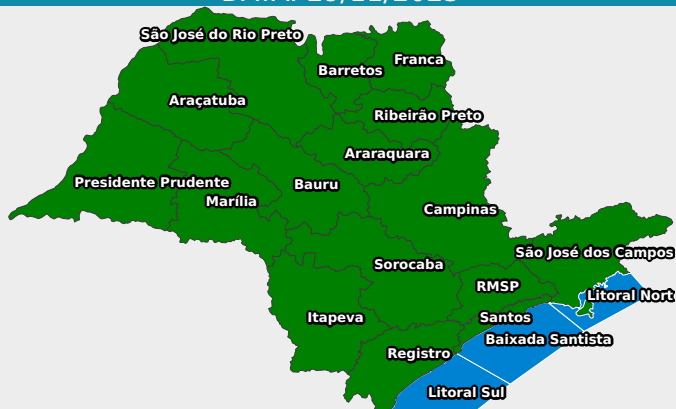 São José do Rio Preto
Franca
Barretos
Araçatuba
Ribeirão Preto
Araraquara
Presidente Prudente
Bauru
Marília
Campinas
São José dos Campos
Sorocaba
RMSP
Litoral Norte
Itapeva
Santos
Baixada Santista
Registro
Litoral Sul